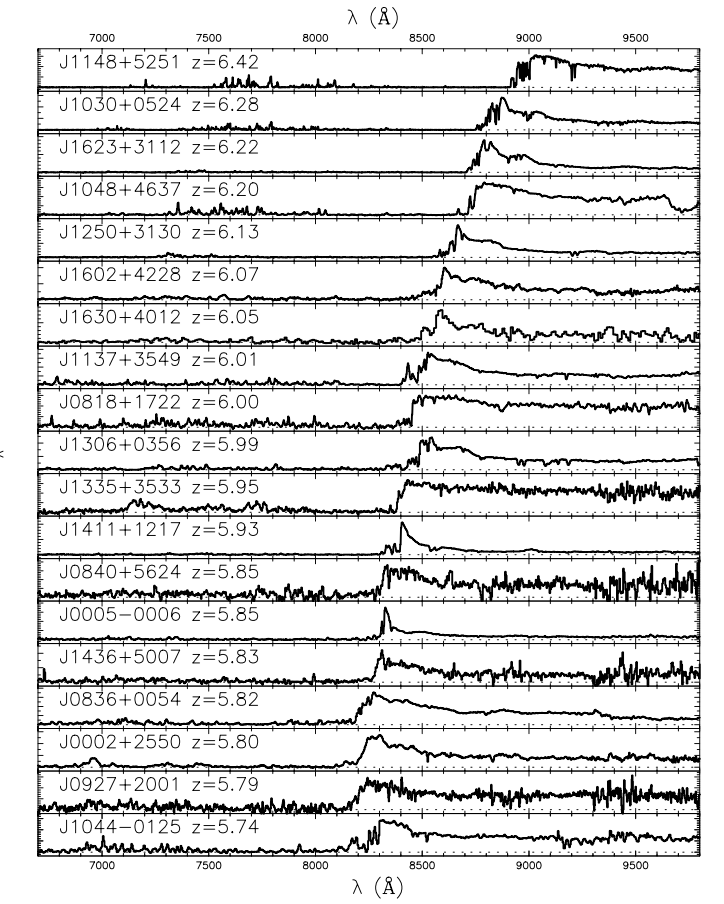 λ (Å)
7000 7500 8000 8500 9000 9500
J1148+5251 z=6.42
J1030+0524 z=6.28
J1623+3112 z=6.22
J1048+4637 z=6.20
J1250+3130 z=6.13
J1602+4228 z=6.07
J1630+4012 z=6.05
J1137+3549 z=6.01
J0818+1722 z=6.00
J1306+0356 z=5.99
J1335+3533 z=5.95
J1411+1217 z=5.93
J0840+5624 z=5.85
J0005−0006 z=5.85
J1436+5007 z=5.83
J0836+0054 z=5.82
J0002+2550 z=5.80
J0927+2001 z=5.79
J1044−0125 z=5.74
7000 7500 8000 8500 9000 9500
λ (Å)